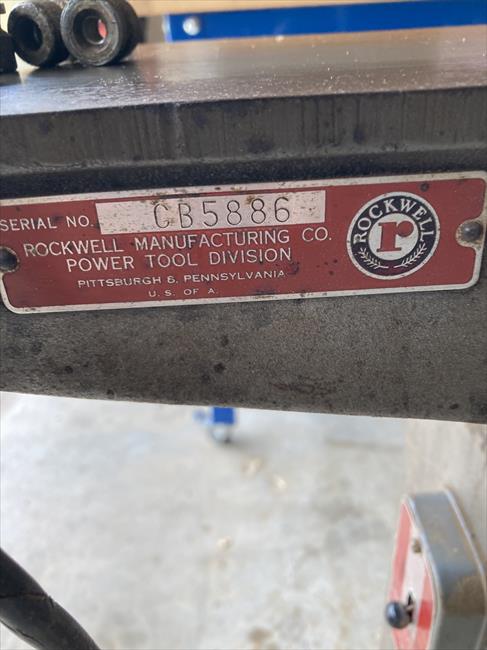 SERIAL NO. CB5886
ROCKWELL MANUFACTURING CO.
POWER TOOL DIVISION
PITTSBURGH 8, PENNSYLVANIA
U. S. OF A.
ROCKWELL
r